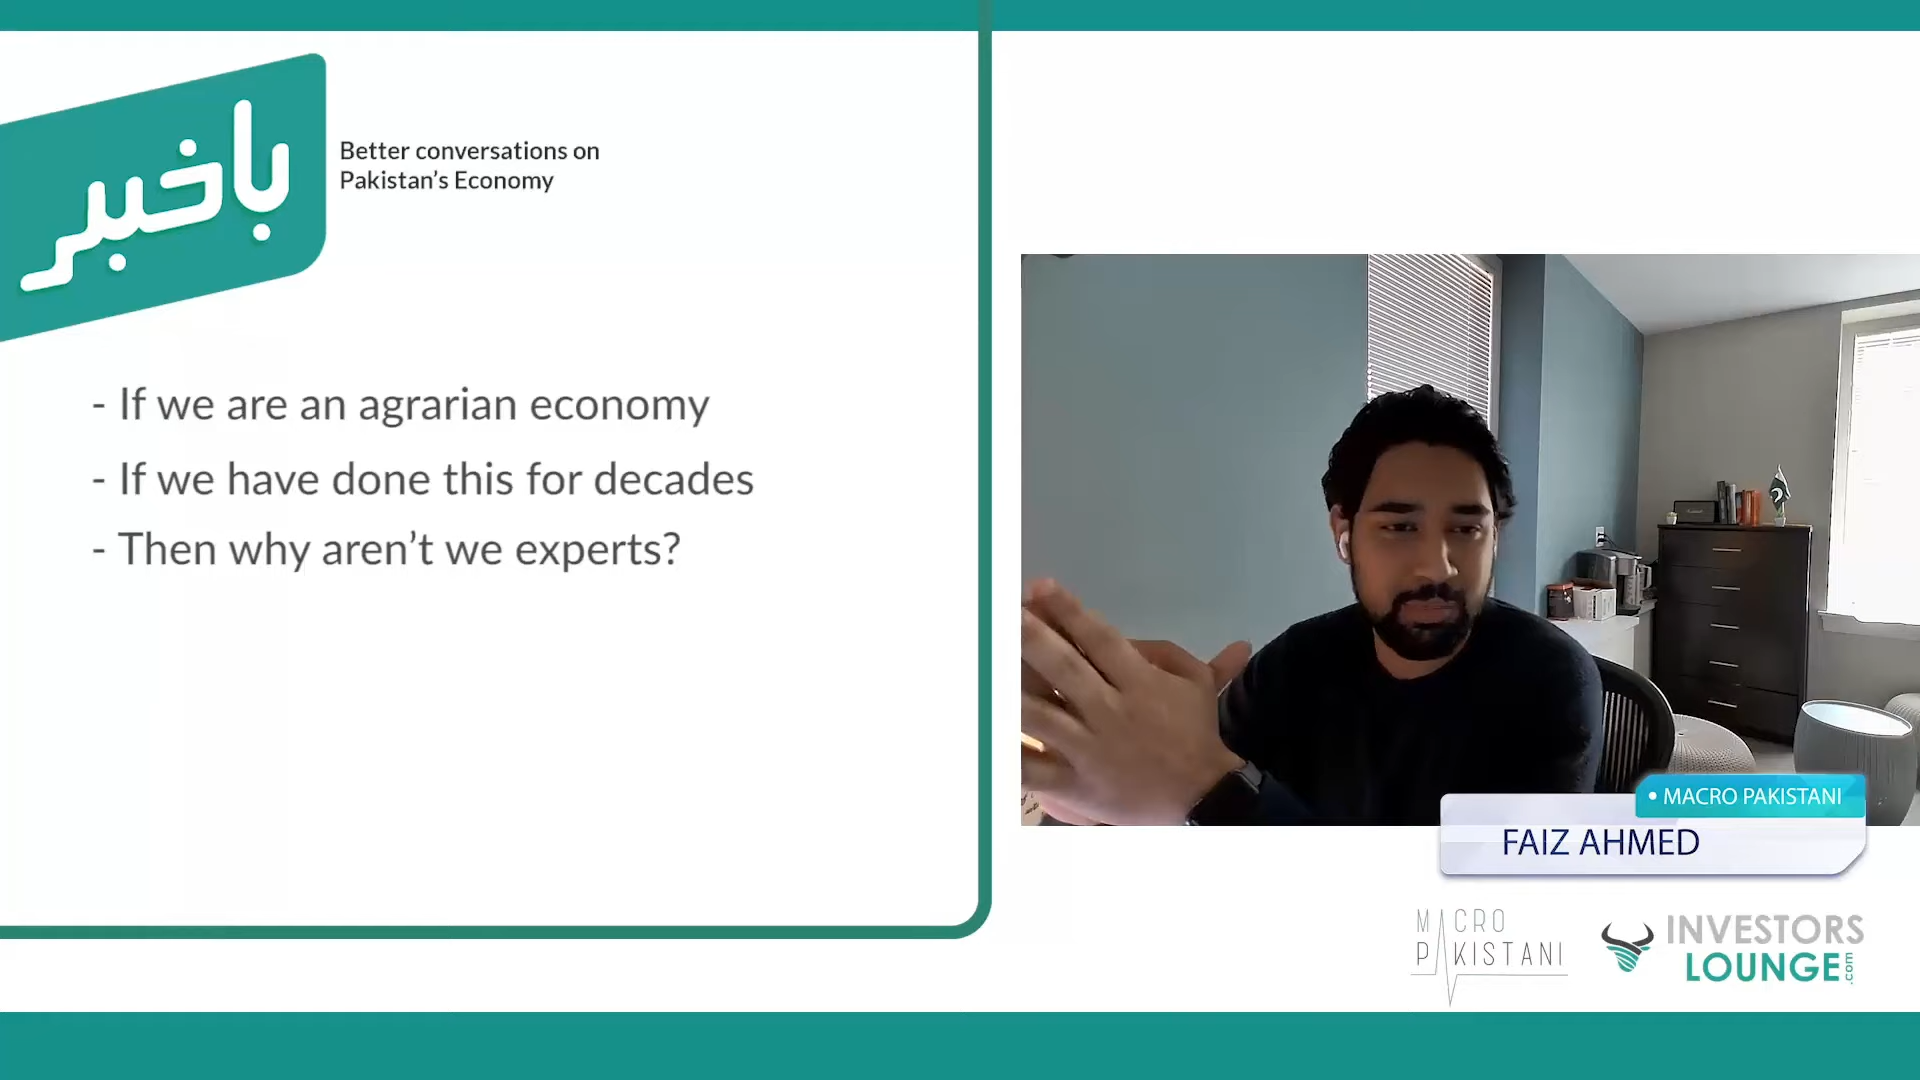 باخبر
Better conversations on
Pakistan's Economy
- If we are an agrarian economy
- If we have done this for decades
- Then why aren't we experts?
• MACRO PAKISTANI
FAIZ AHMED
MACRO
PAKISTANI
INVESTORS
LOUNGE.com